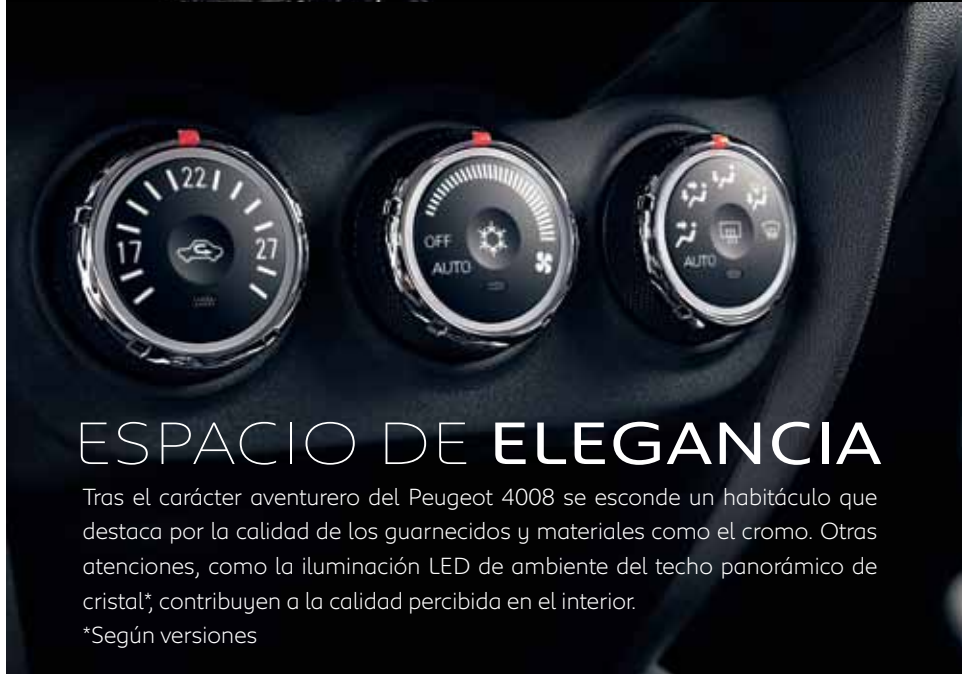 22
17
27
OFF
AUTO
AUTO
ESPACIO DE ELEGANCIA
Tras el carácter aventurero del Peugeot 4008 se esconde un habitáculo que
destaca por la calidad de los guarnecidos y materiales como el cromo. Otras
atenciones, como la iluminación LED de ambiente del techo panorámico de
cristal*, contribuyen a la calidad percibida en el interior.
*Según versiones